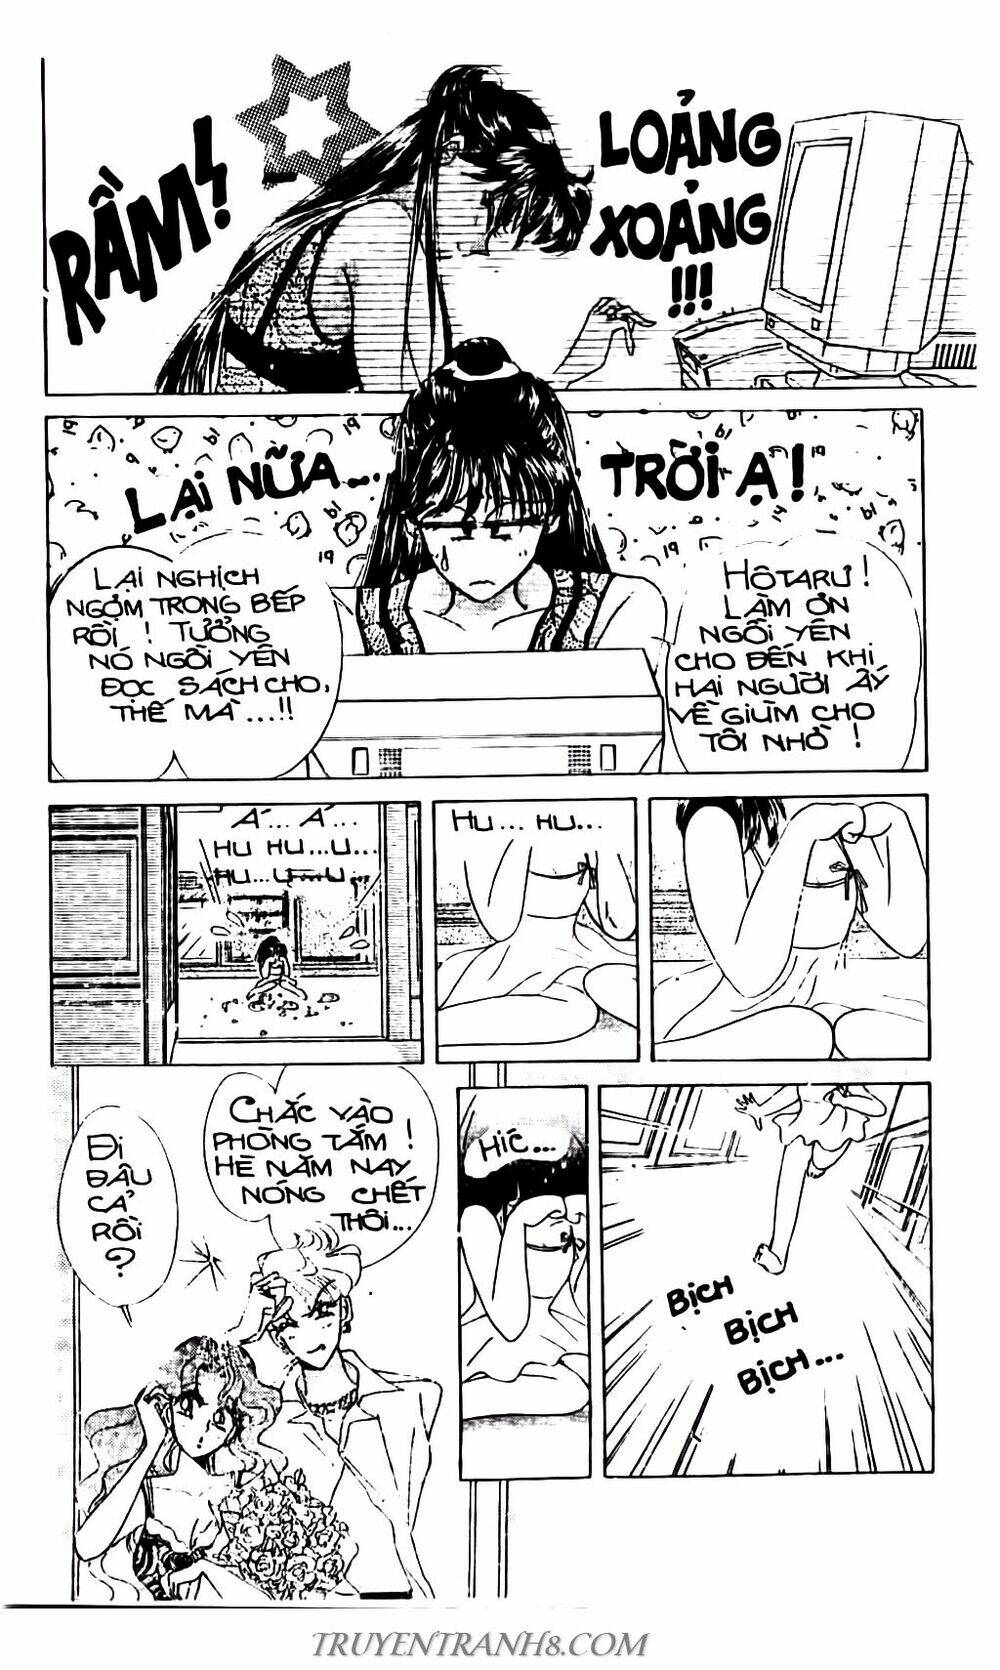 RẦM!
LOẢNG
XOẢNG
!!!
LẠI NỮA...
TRỜI Ạ!
LẠI NGHỊCH
NGỢM TRONG BẾP
RỒI ! TƯỞNG
NÓ NGỒI YÊN
ĐỌC SÁCH CHO,
THẾ MÀ...!!
HÔTARƯ !
LÀM ƠN
NGỒI YÊN
CHO ĐẾN KHI
HAI NGƯỜI ẤY
VỀ GIÙM CHO
TÔI NHỜ !
Á... Á...
HU HU...U...
HU...U...U...
HU... HU...
ĐI
ĐÂU
CẢ
RỒI
?
CHẮC VÀO
PHÒNG TẮM !
HÈ NĂM NAY
NÓNG CHẾT
THÔI...
HÍC...
BỊCH
BỊCH
BỊCH...
TRUYENTRANH8.COM